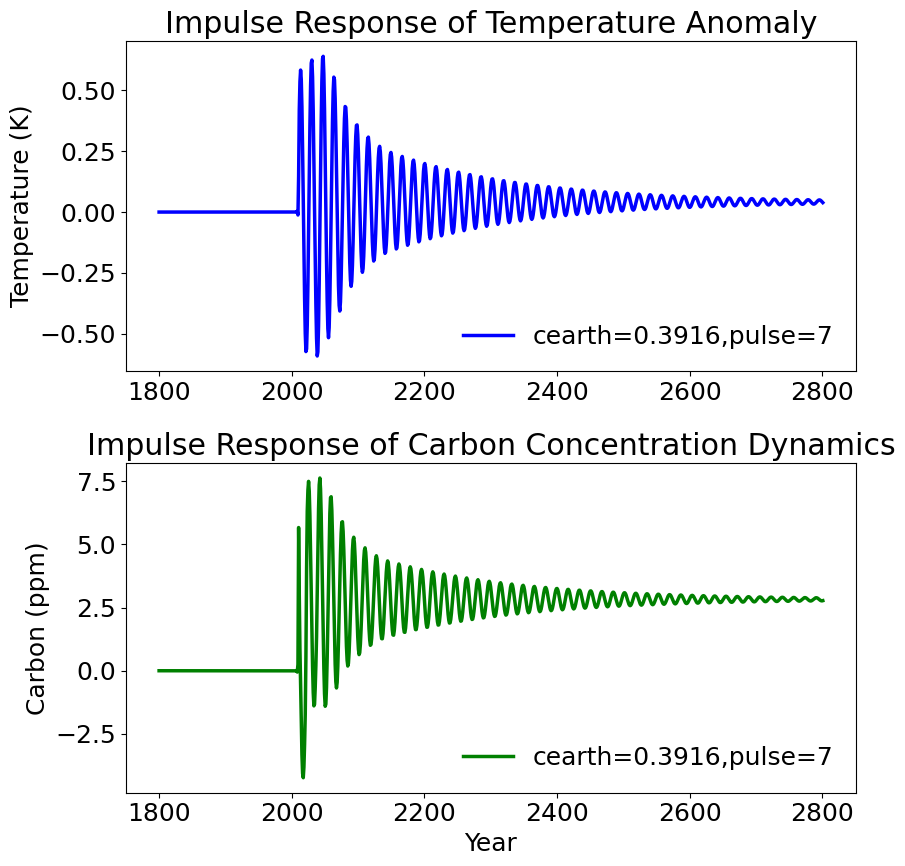 Impulse Response of Temperature Anomaly
Temperature (K)
0.50
0.25
0.00
−0.25
−0.50
cearth=0.3916,pulse=7
1800 2000 2200 2400 2600 2800
Impulse Response of Carbon Concentration Dynamics
Carbon (ppm)
7.5
5.0
2.5
0.0
−2.5
cearth=0.3916,pulse=7
1800 2000 2200 2400 2600 2800
Year